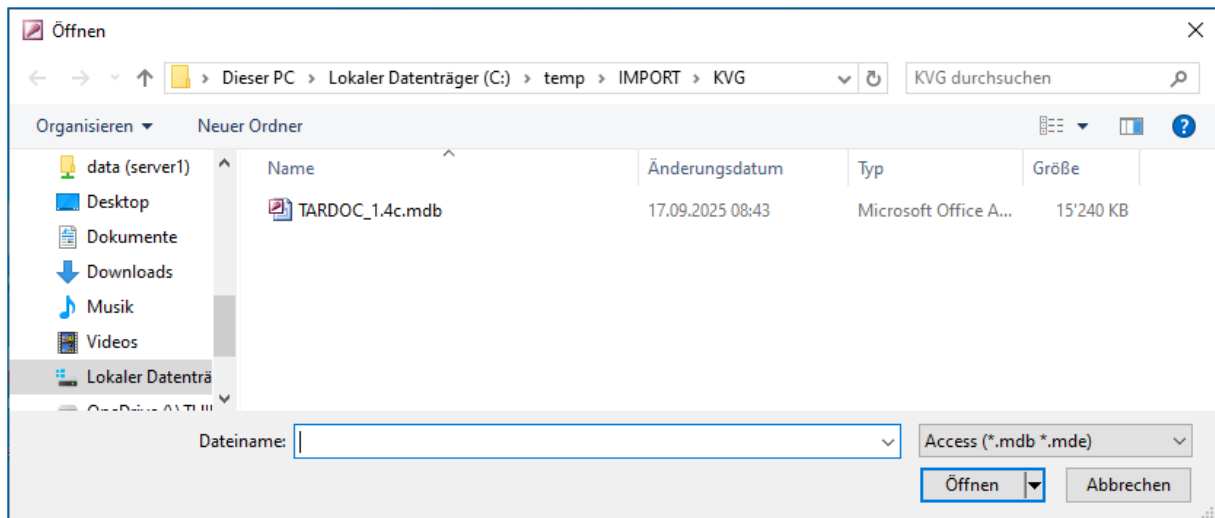 Öffnen
Dieser PC > Lokaler Datenträger (C:) > temp > IMPORT > KVG
KVG durchsuchen
Organisieren
Neuer Ordner
data (server1)
Desktop
Dokumente
Downloads
Musik
Videos
Lokaler Datenträ
Name
Änderungsdatum
Typ
Größe
TARDOC_1.4c.mdb
17.09.2025 08:43
Microsoft Office A...
15'240 KB
Dateiname:
Access (*.mdb *.mde)
Öffnen
Abbrechen